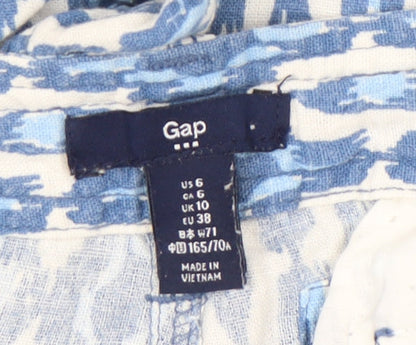 Gap
US 6
CA 6
UK 10
EU 38
日本 W71
中国 165/70A
MADE IN
VIETNAM